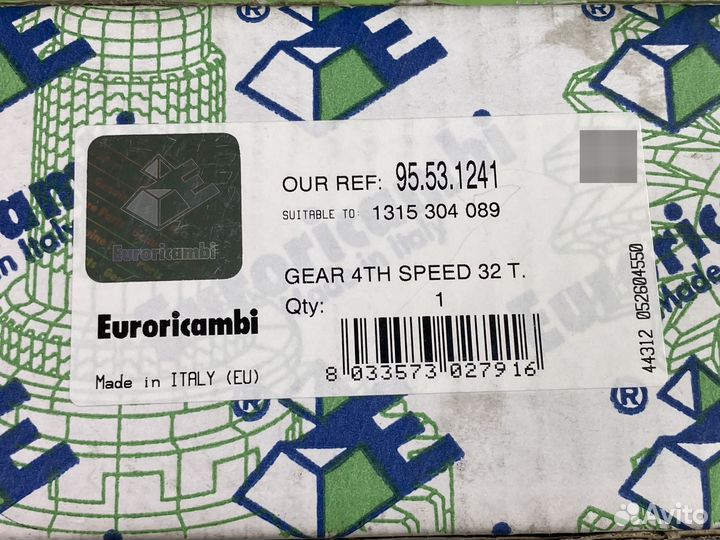 OUR REF: 95.53.1241
SUITABLE TO: 1315 304 089
Euroricambi
GEAR 4TH SPEED 32 T.
Qty: 1
Euroricambi
Made in ITALY (EU)
8 033573 027916
44312 052604550
Avito